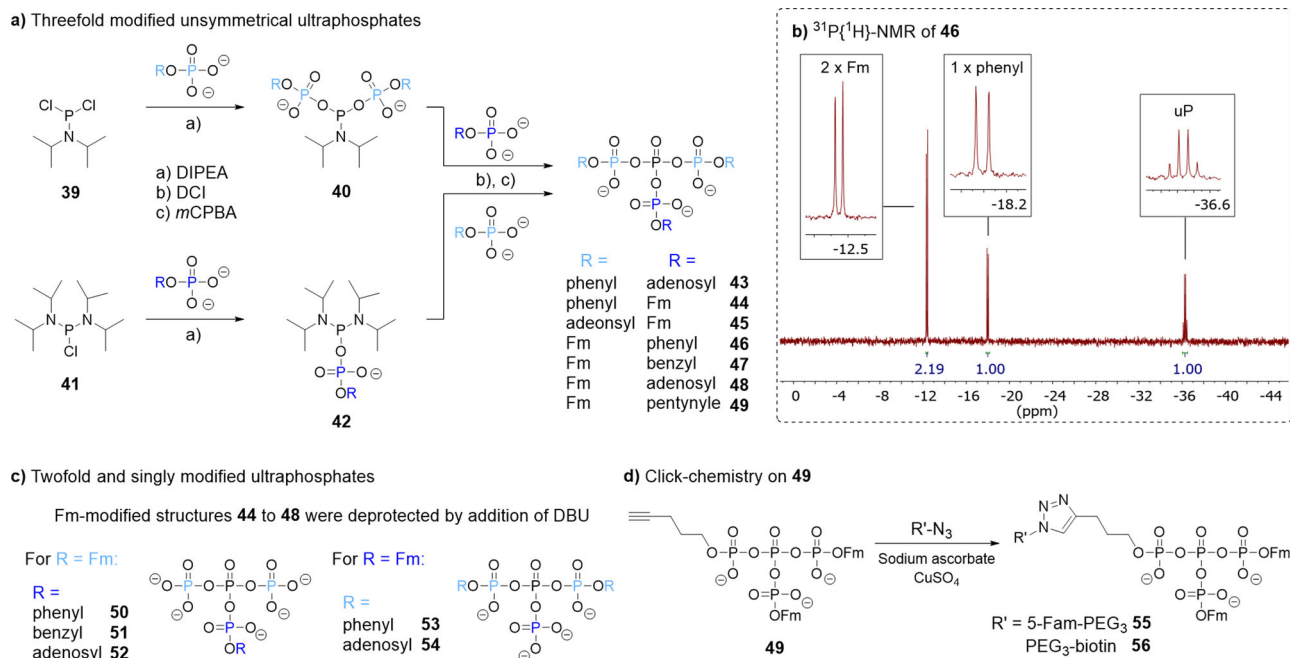 a) Threefold modified unsymmetrical ultraphosphates
39
a) DIPEA
b) DCI
c) mCPBA
40
b), c)
a)
41
a)
42
R = R =
phenyl adenosyl 43
phenyl Fm 44
adeonsyl Fm 45
Fm phenyl 46
Fm benzyl 47
Fm adenosyl 48
Fm pentynyle 49
b) ³¹P{¹H}-NMR of 46
2 x Fm
-12.5
1 x phenyl
-18.2
uP
-36.6
2.19 1.00 1.00
0 -4 -8 -12 -16 -20 -24 -28 -32 -36 -40 -44
(ppm)
c) Twofold and singly modified ultraphosphates
Fm-modified structures 44 to 48 were deprotected by addition of DBU
For R = Fm:
R =
phenyl 50
benzyl 51
adenosyl 52
For R = Fm:
R =
phenyl 53
adenosyl 54
d) Click-chemistry on 49
49
R'-N₃
Sodium ascorbate
CuSO₄
R' = 5-Fam-PEG₃ 55
PEG₃-biotin 56